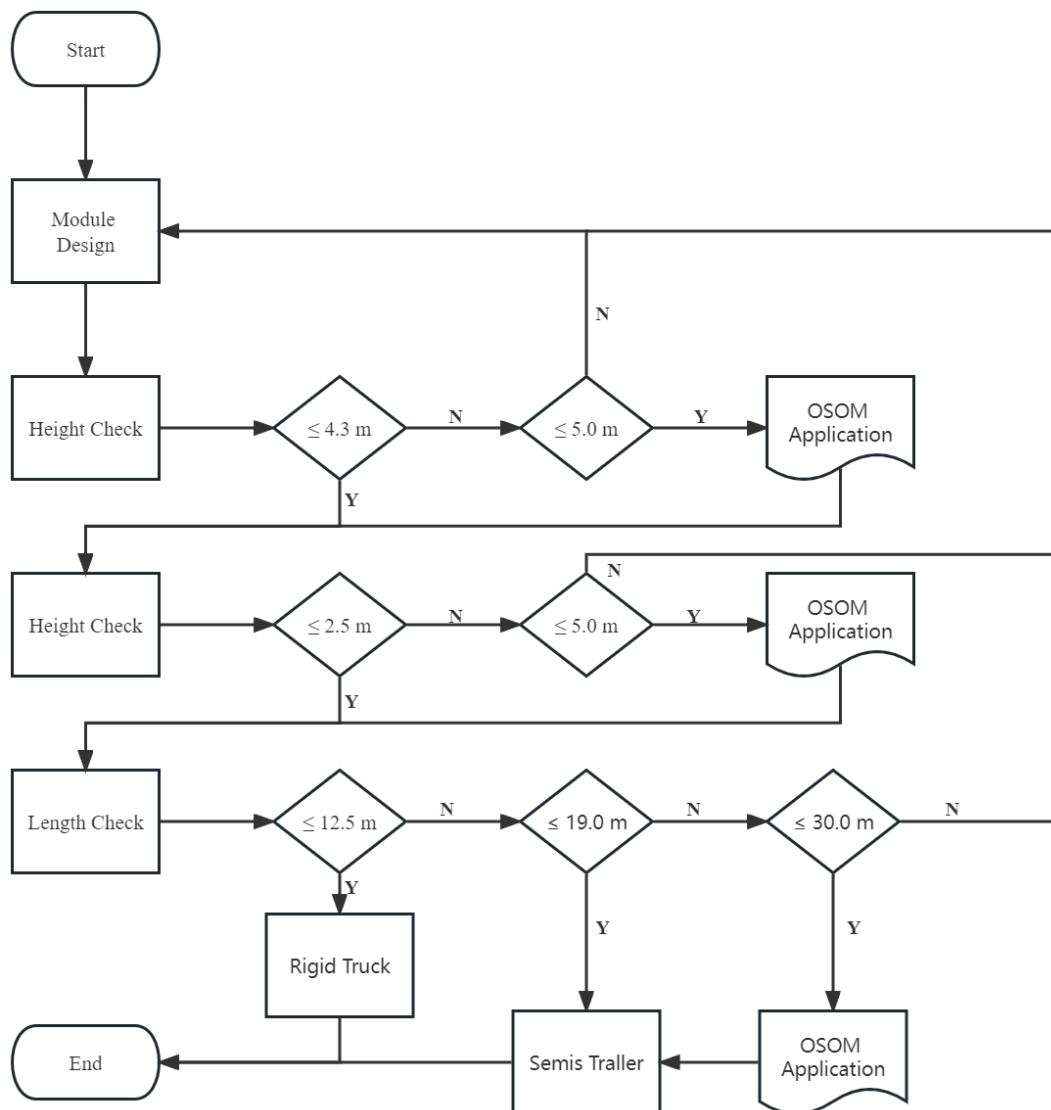 Start
Module
Design
N
Height Check
≤ 4.3 m
N
≤ 5.0 m
Y
OSOM
Application
Y
Height Check
≤ 2.5 m
N
≤ 5.0 m
N
Y
OSOM
Application
Y
Length Check
≤ 12.5 m
N
≤ 19.0 m
N
≤ 30.0 m
N
Y
Rigid Truck
Y
Y
End
Semis Traller
OSOM
Application